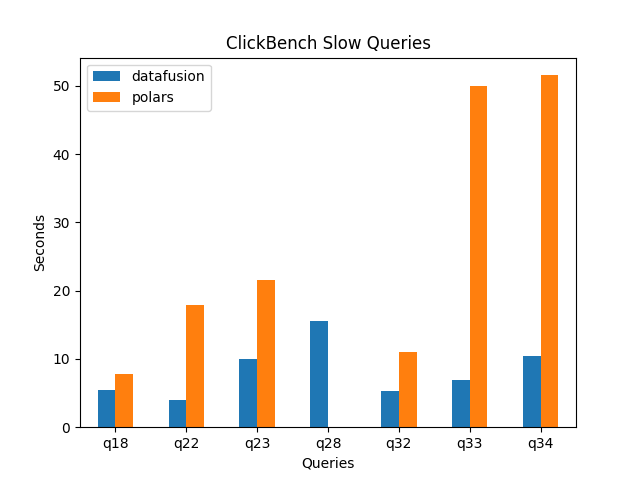 ClickBench Slow Queries
datafusion
polars
50
40
30
20
10
0
Seconds
q18 q22 q23 q28 q32 q33 q34
Queries